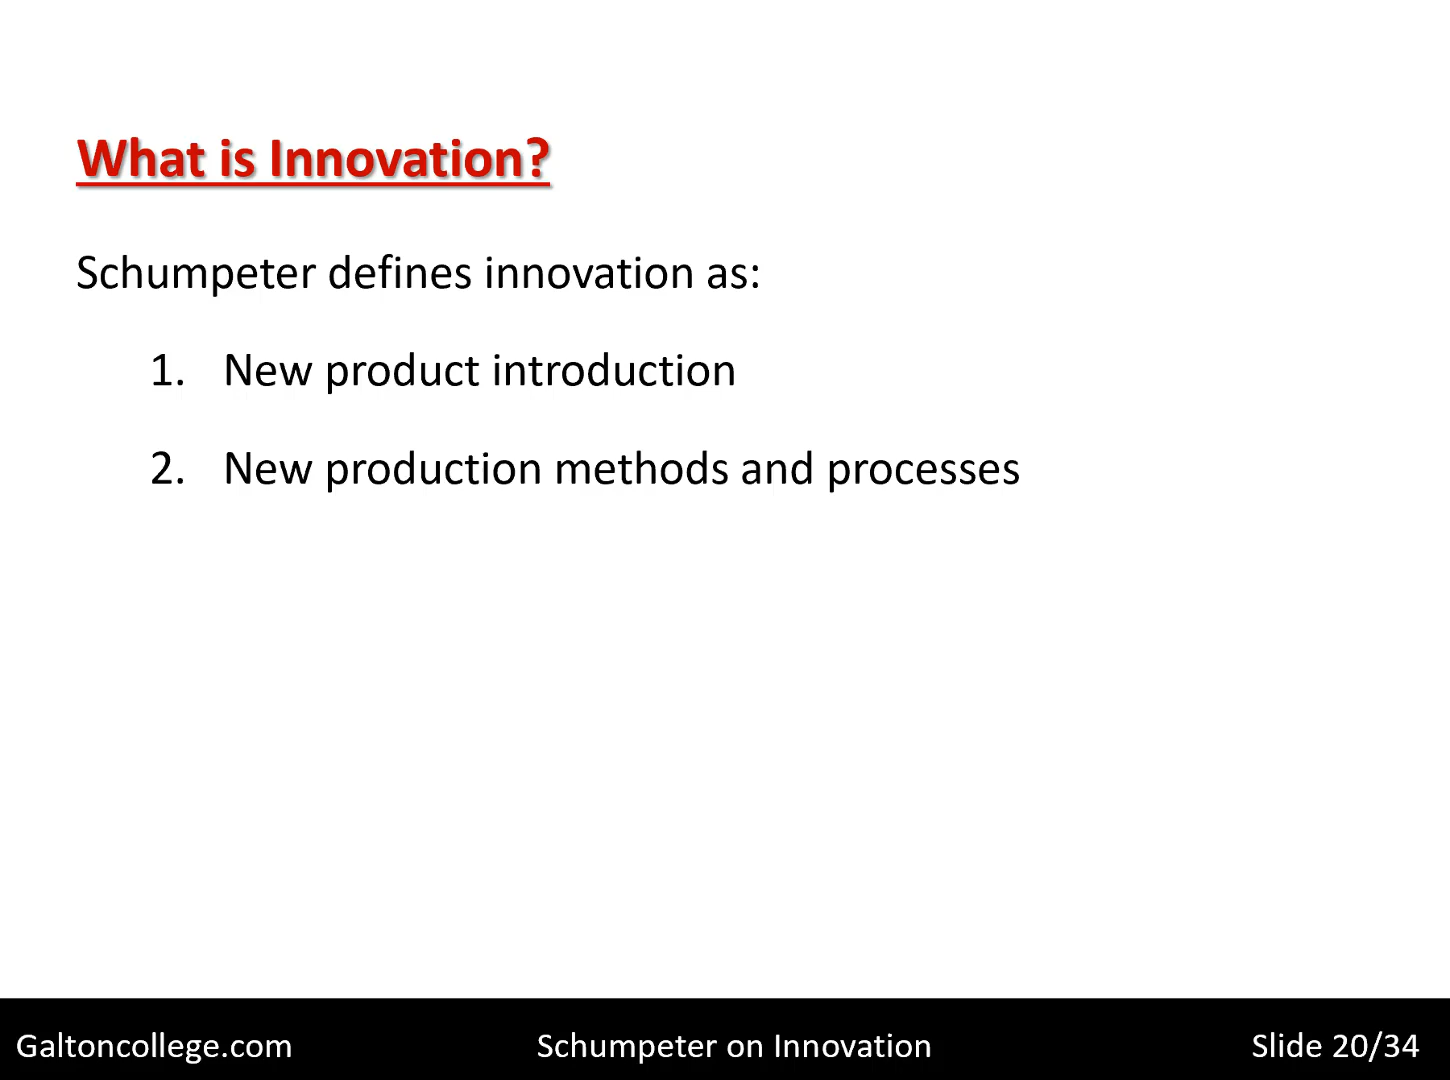 What is Innovation?
Schumpeter defines innovation as:
1. New product introduction
2. New production methods and processes
Galtoncollege.com Schumpeter on Innovation Slide 20/34